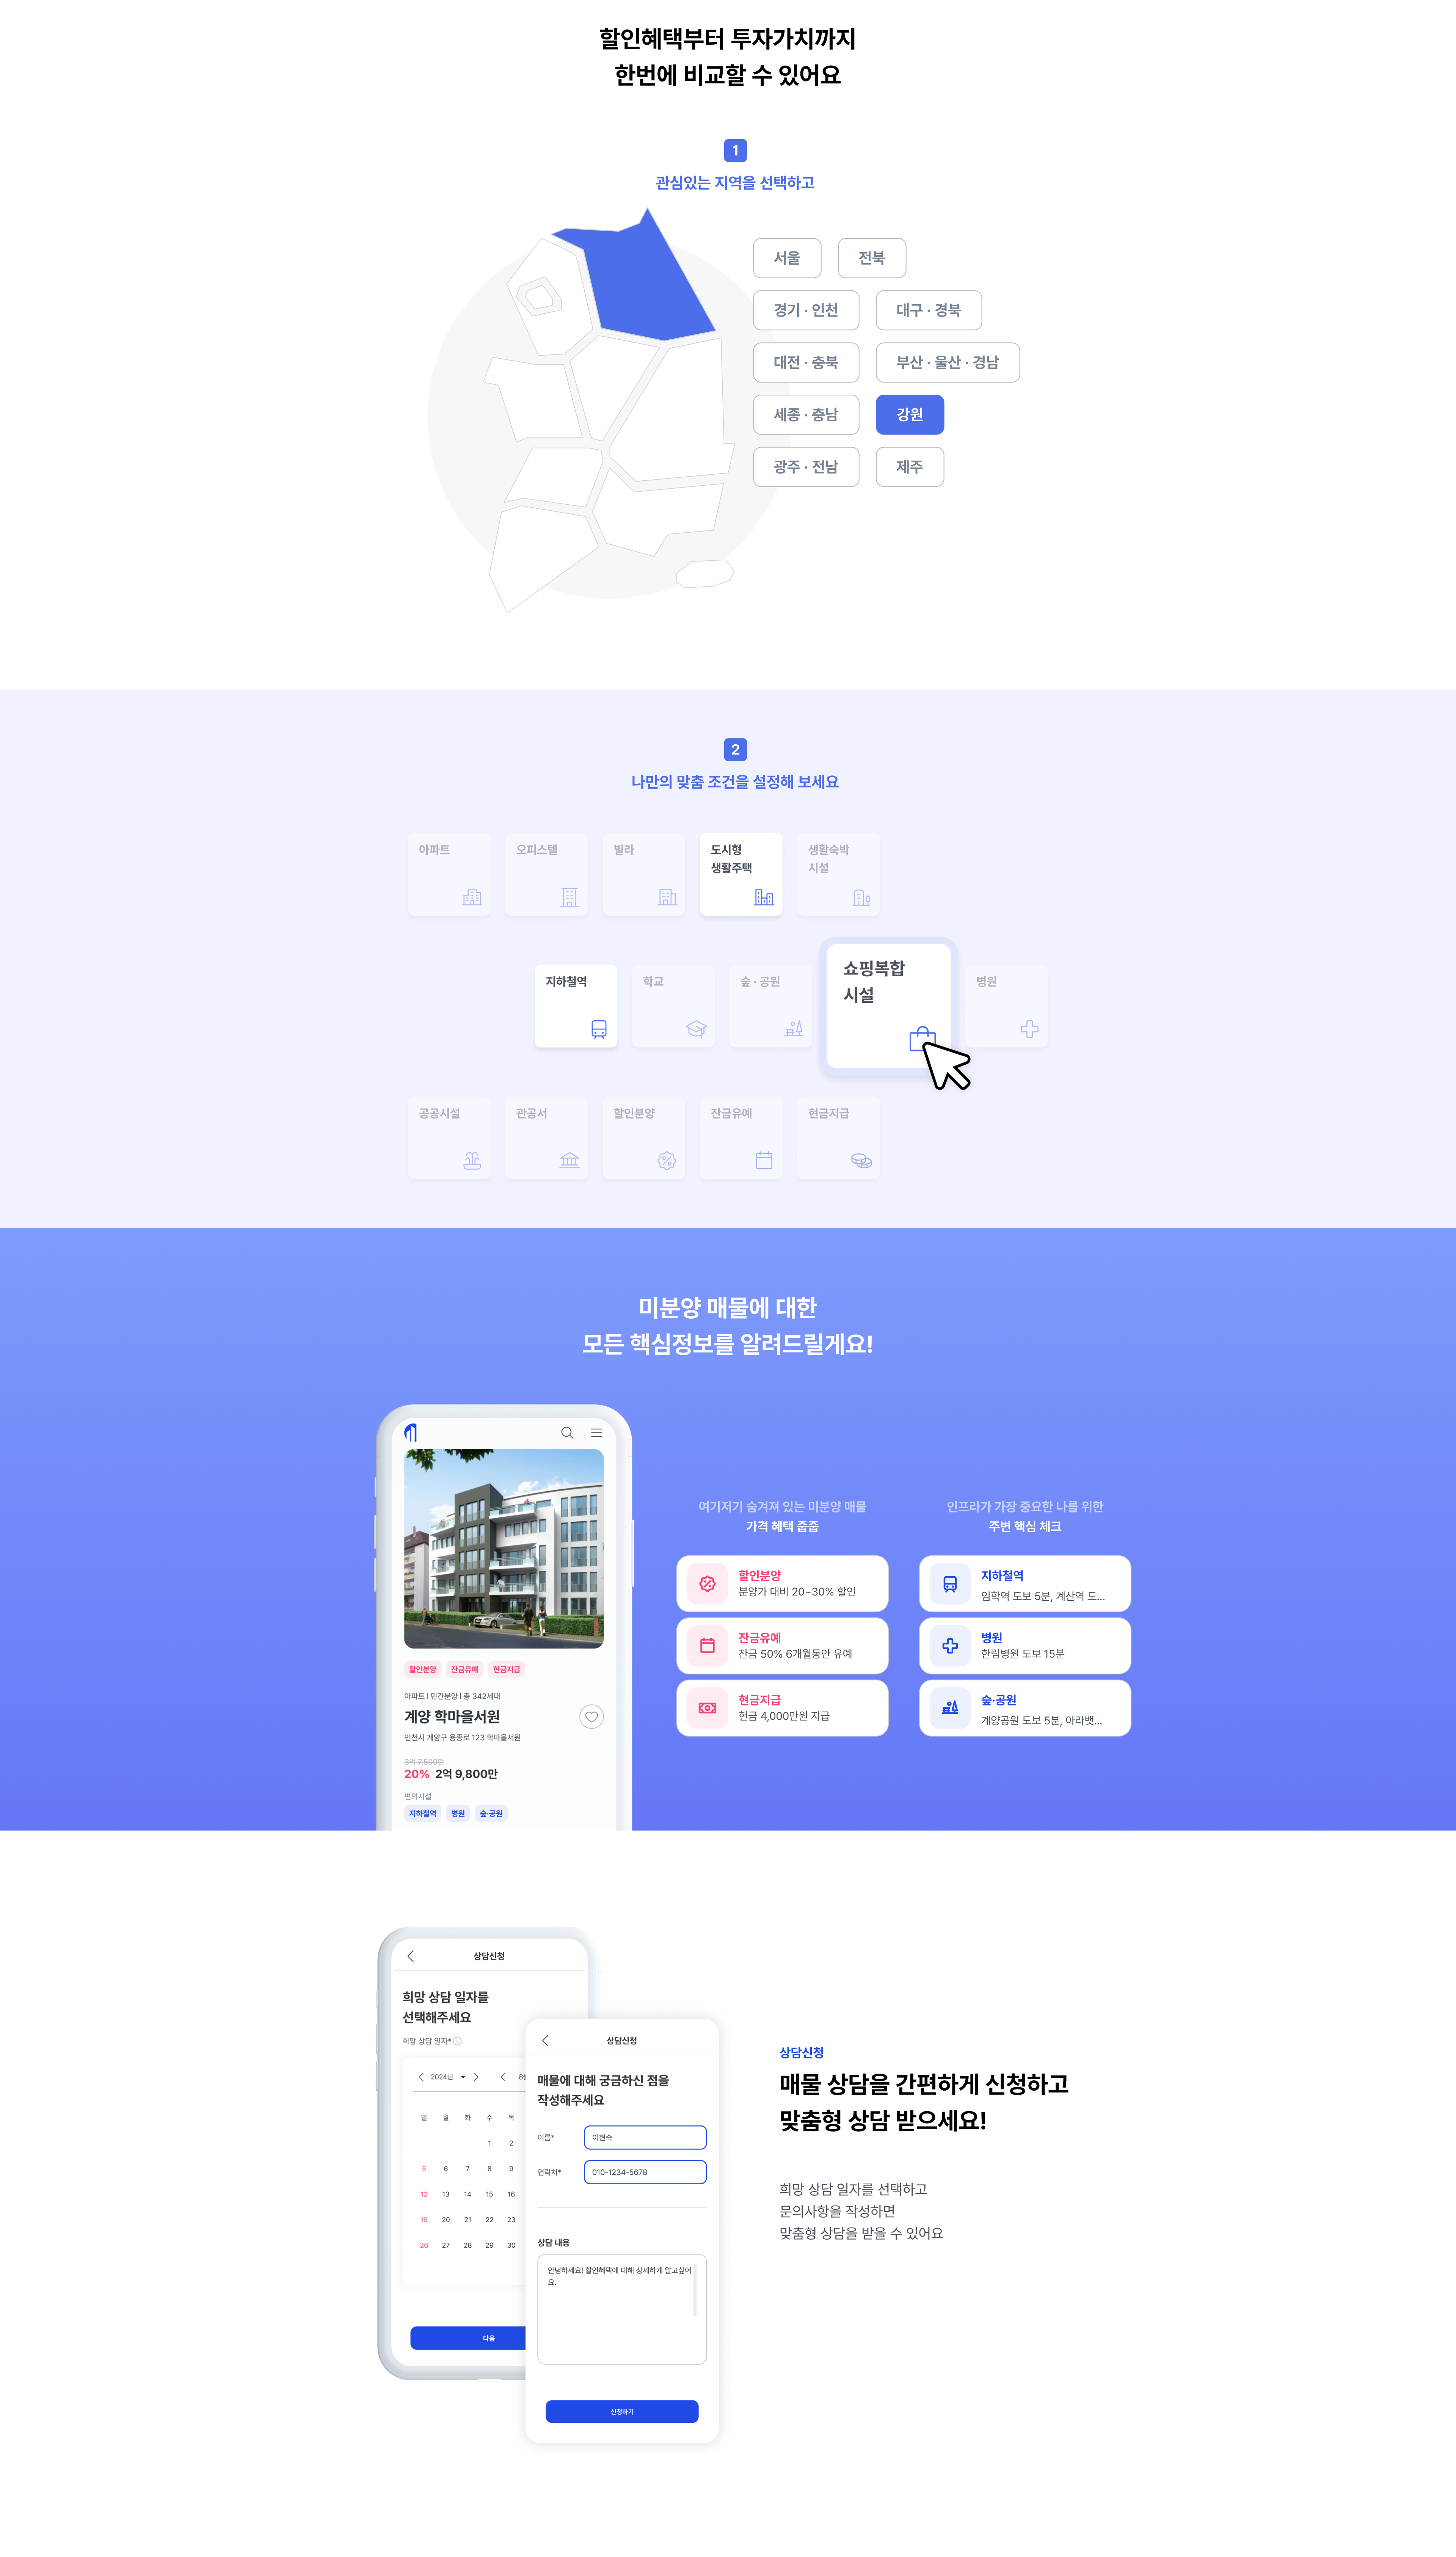 할인혜택부터 투자가치까지
한번에 비교할 수 있어요
1
관심있는 지역을 선택하고
서울
전북
경기 · 인천
대구 · 경북
대전 · 충북
부산 · 울산 · 경남
세종 · 충남
강원
광주 · 전남
제주
2
나만의 맞춤 조건을 설정해 보세요
아파트
오피스텔
빌라
도시형
생활주택
생활숙박
시설
지하철역
학교
숲 · 공원
쇼핑복합
시설
병원
공공시설
관공서
할인분양
잔금유예
현금지급
미분양 매물에 대한
모든 핵심정보를 알려드릴게요!
할인분양 잔금유예 현금지급
아파트 | 민간분양 | 총 342세대
계양 학마을서원
인천시 계양구 용종로 123 학마을서원
3억 7,500만
20% 2억 9,800만
편의시설
지하철역 병원 숲·공원
여기저기 숨겨져 있는 미분양 매물
가격 혜택 줍줍
할인분양
분양가 대비 20~30% 할인
잔금유예
잔금 50% 6개월동안 유예
현금지급
현금 4,000만원 지급
인프라가 가장 중요한 나를 위한
주변 핵심 체크
지하철역
임학역 도보 5분, 계산역 도...
병원
한림병원 도보 15분
숲·공원
계양공원 도보 5분, 아라뱃...
상담신청
희망 상담 일자를
선택해주세요
희망 상담 일자*
2024년
일 월 화 수 목
1 2
5 6 7 8 9
12 13 14 15 16
19 20 21 22 23
26 27 28 29 30
다음
상담신청
매물에 대해 궁금하신 점을
작성해주세요
이름*
이현숙
연락처*
010-1234-5678
상담 내용
안녕하세요! 할인혜택에 대해 상세하게 알고싶어
요.
신청하기
상담신청
매물 상담을 간편하게 신청하고
맞춤형 상담 받으세요!
희망 상담 일자를 선택하고
문의사항을 작성하면
맞춤형 상담을 받을 수 있어요